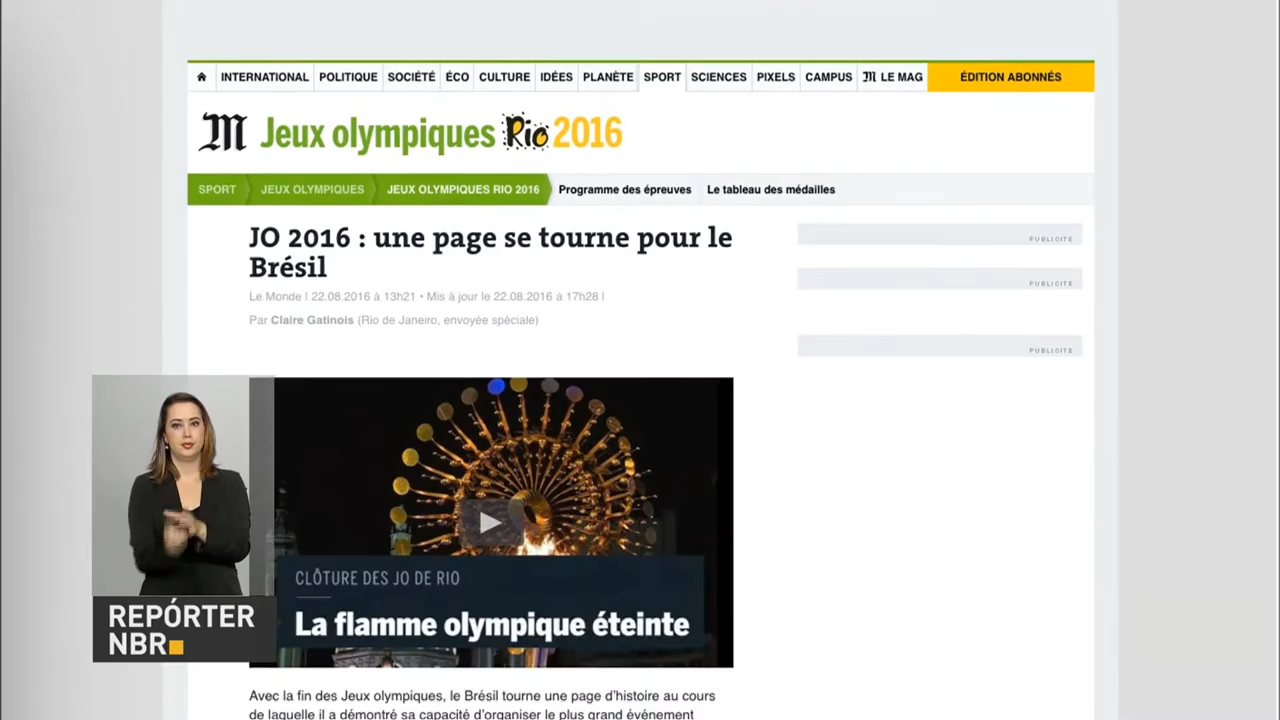 INTERNATIONAL POLITIQUE SOCIÉTÉ ÉCO CULTURE IDÉES PLANÈTE SPORT SCIENCES PIXELS CAMPUS M LE MAG ÉDITION ABONNÉS
M Jeux olympiques Rio 2016
SPORT JEUX OLYMPIQUES JEUX OLYMPIQUES RIO 2016 Programme des épreuves Le tableau des médailles
JO 2016 : une page se tourne pour le
Brésil
Le Monde | 22.08.2016 à 13h21 • Mis à jour le 22.08.2016 à 17h28 |
Par Claire Gatinois (Rio de Janeiro, envoyée spéciale)
PUBLICITÉ
PUBLICITÉ
PUBLICITÉ
CLÔTURE DES JO DE RIO
La flamme olympique éteinte
REPÓRTER
NBR
Avec la fin des Jeux olympiques, le Brésil tourne une page d'histoire au cours
de laquelle il a démontré sa capacité d'organiser le plus grand événement